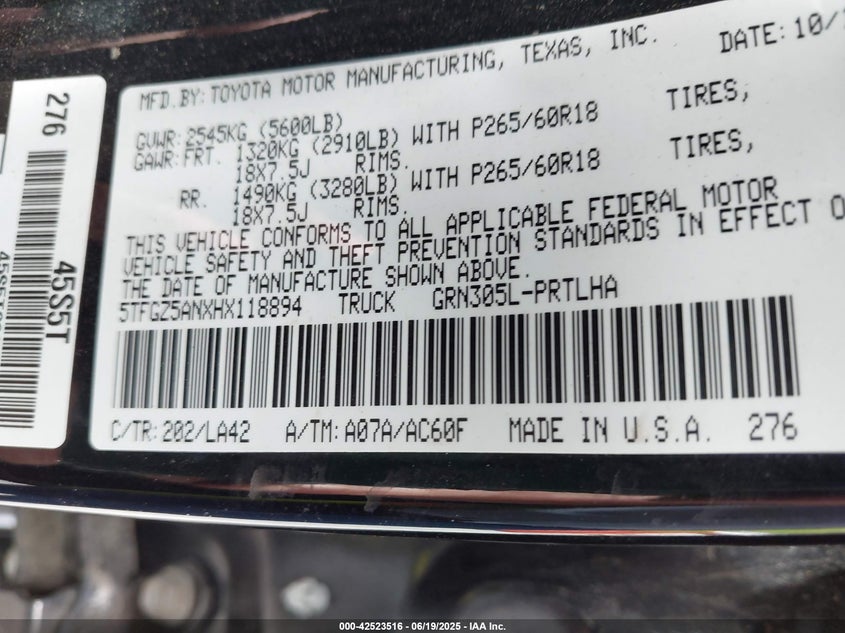 MFD.BY: TOYOTA MOTOR MANUFACTURING, TEXAS, INC. DATE: 10/
GVWR: 2545KG (5600LB)
GAWR: FRT. 1320KG (2910LB) WITH P265/60R18 TIRES,
18X7.5J RIMS.
RR. 1490KG (3280LB) WITH P265/60R18 TIRES,
18X7.5J RIMS.
THIS VEHICLE CONFORMS TO ALL APPLICABLE FEDERAL MOTOR
VEHICLE SAFETY AND THEFT PREVENTION STANDARDS IN EFFECT O
THE DATE OF MANUFACTURE SHOWN ABOVE.
5TFGZ5ANXHX118894 TRUCK GRN305L-PRTLHA
C/TR: 202/LA42 A/TM: A07A/AC60F MADE IN U.S.A. 276
276
45S5T
000-42523516 - 06/19/2025 - IAA Inc.